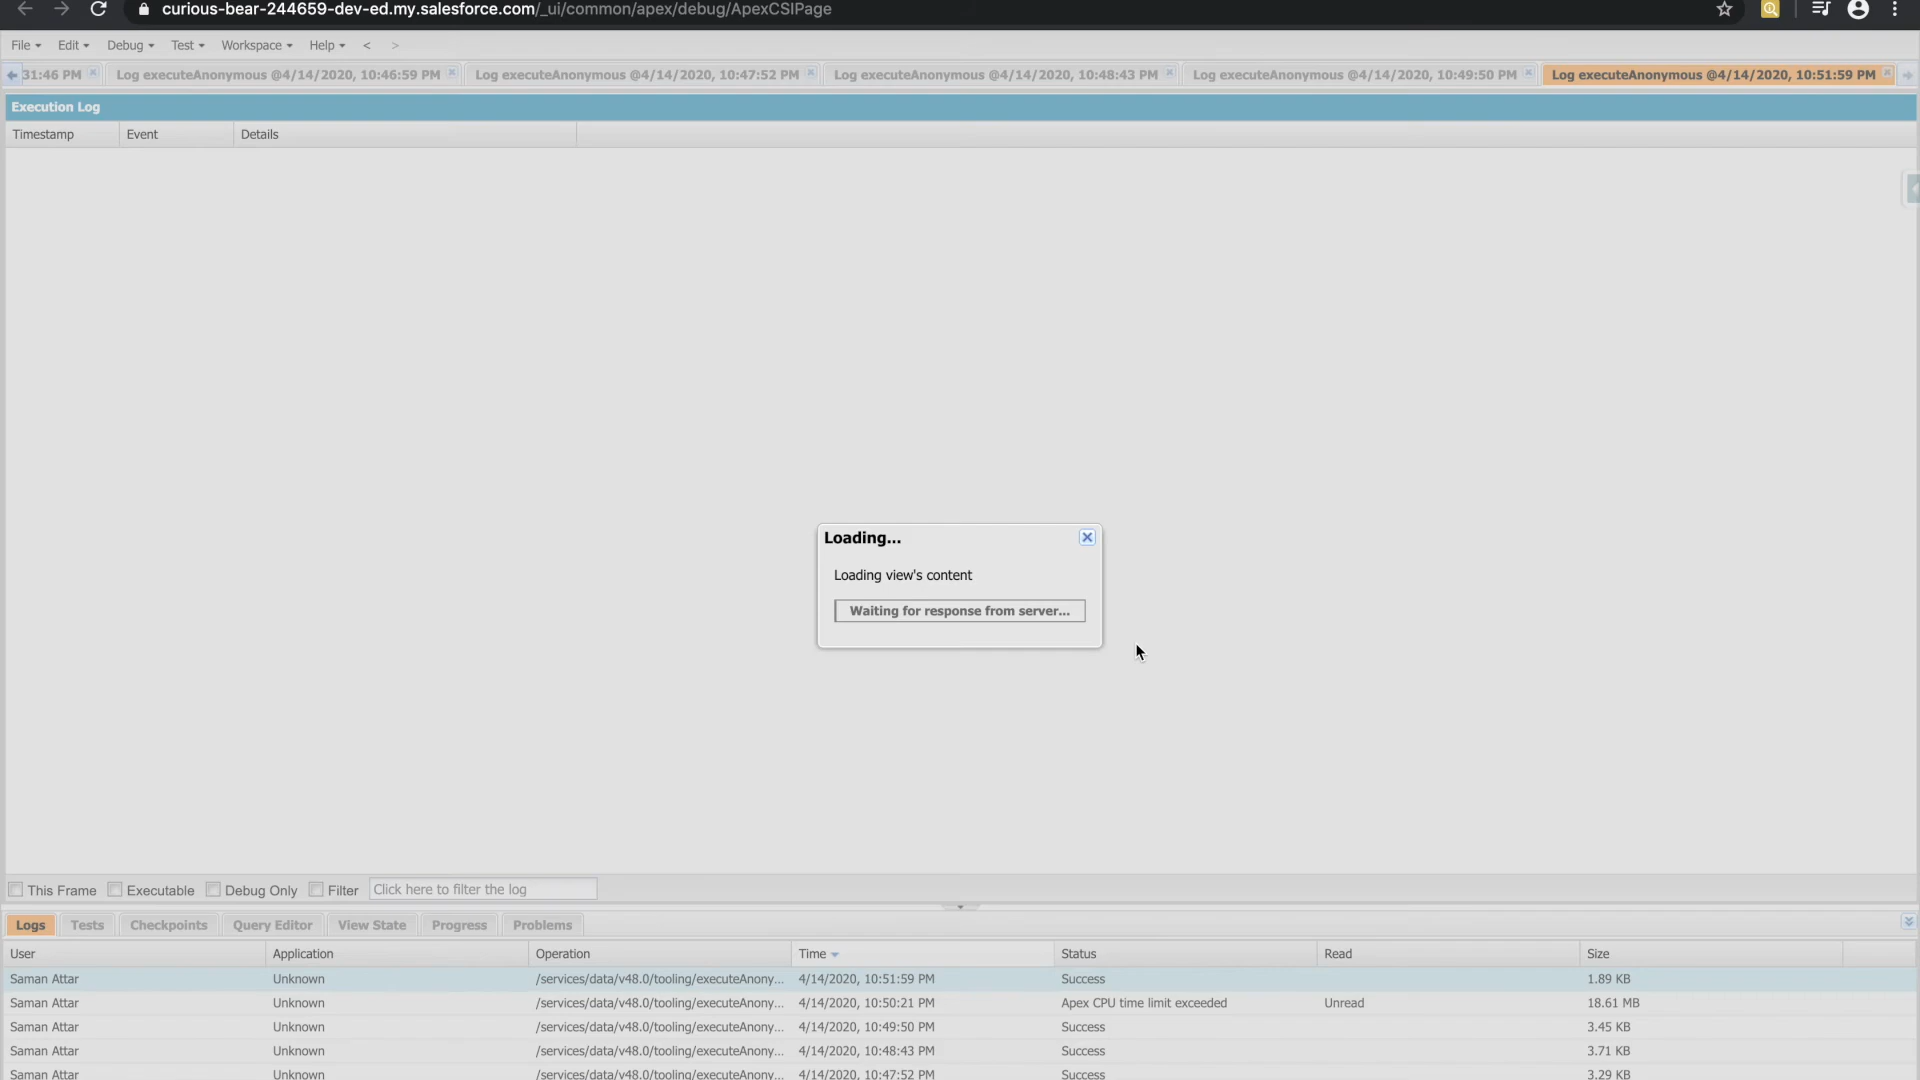 curious-bear-244659-dev-ed.my.salesforce.com/_ui/common/apex/debug/ApexCSIPage
File Edit Debug Test Workspace Help < >
31:46 PM Log executeAnonymous @4/14/2020, 10:46:59 PM Log executeAnonymous @4/14/2020, 10:47:52 PM Log executeAnonymous @4/14/2020, 10:48:43 PM Log executeAnonymous @4/14/2020, 10:49:50 PM Log executeAnonymous @4/14/2020, 10:51:59 PM
Execution Log
Timestamp Event Details
Loading...
Loading view's content
Waiting for response from server...
This Frame Executable Debug Only Filter Click here to filter the log
Logs Tests Checkpoints Query Editor View State Progress Problems
User Application Operation Time Status Read Size
Saman Attar Unknown /services/data/v48.0/tooling/executeAnony... 4/14/2020, 10:51:59 PM Success 1.89 KB
Saman Attar Unknown /services/data/v48.0/tooling/executeAnony... 4/14/2020, 10:50:21 PM Apex CPU time limit exceeded Unread 18.61 MB
Saman Attar Unknown /services/data/v48.0/tooling/executeAnony... 4/14/2020, 10:49:50 PM Success 3.45 KB
Saman Attar Unknown /services/data/v48.0/tooling/executeAnony... 4/14/2020, 10:48:43 PM Success 3.71 KB
Saman Attar Unknown /services/data/v48.0/tooling/executeAnony... 4/14/2020, 10:47:52 PM Success 3.29 KB